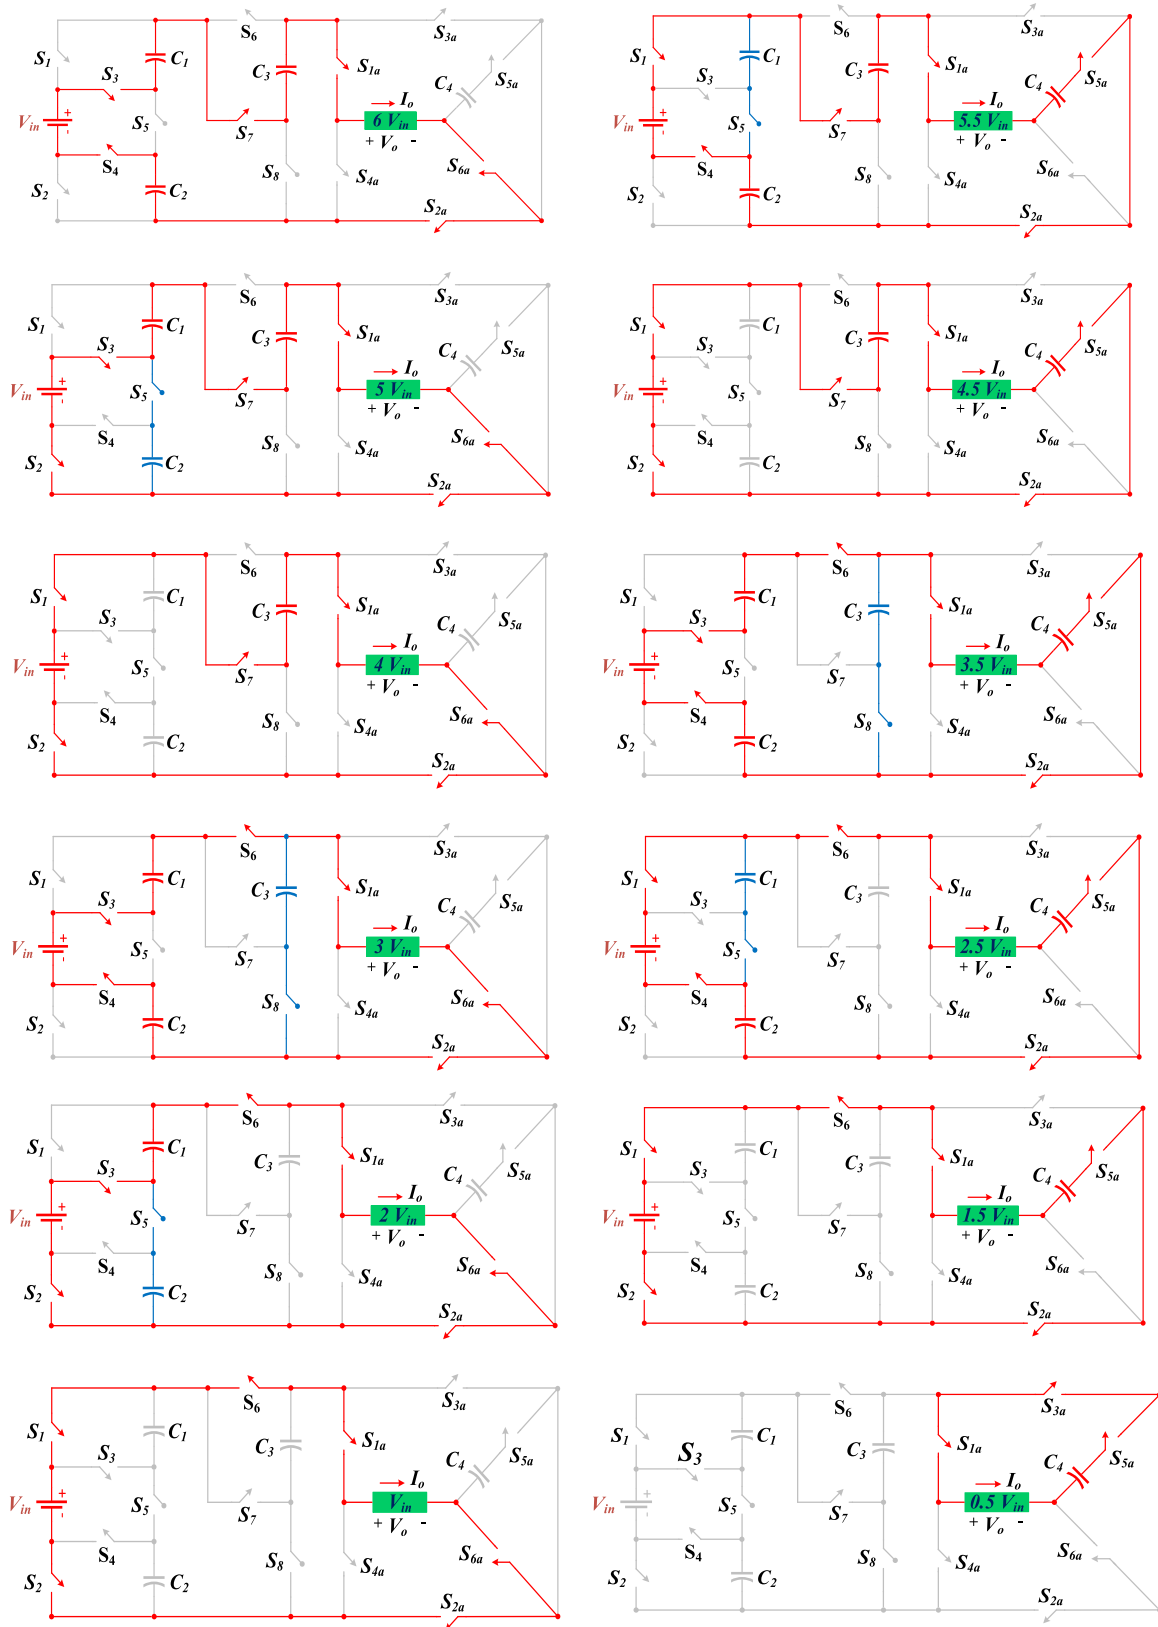 S6 S3a
S1 C1 S5a
S3 C3 S1a C4
Vin + - S5 S7 Io
6 Vin
+ Vo -
S4 S8 S4a S6a
S2 C2 S2a
S6 S3a
S1 C1 S5a
S3 C3 S1a C4
Vin + - S5 S7 Io
5.5 Vin
+ Vo -
S4 S8 S4a S6a
S2 C2 S2a
S6 S3a
S1 C1 S5a
S3 C3 S1a C4
Vin + - S5 S7 Io
5 Vin
+ Vo -
S4 S8 S4a S6a
S2 C2 S2a
S6 S3a
S1 C1 S5a
S3 C3 S1a C4
Vin + - S5 S7 Io
4.5 Vin
+ Vo -
S4 S8 S4a S6a
S2 C2 S2a
S6 S3a
S1 C1 S5a
S3 C3 S1a C4
Vin + - S5 S7 Io
4 Vin
+ Vo -
S4 S8 S4a S6a
S2 C2 S2a
S6 S3a
S1 C1 S5a
S3 C3 S1a C4
Vin + - S5 S7 Io
3.5 Vin
+ Vo -
S4 S8 S4a S6a
S2 C2 S2a
S6 S3a
S1 C1 S5a
S3 C3 S1a C4
Vin + - S5 S7 Io
3 Vin
+ Vo -
S4 S8 S4a S6a
S2 C2 S2a
S6 S3a
S1 C1 S5a
S3 C3 S1a C4
Vin + - S5 S7 Io
2.5 Vin
+ Vo -
S4 S8 S4a S6a
S2 C2 S2a
S6 S3a
S1 C1 S5a
S3 C3 S1a C4
Vin + - S5 S7 Io
2 Vin
+ Vo -
S4 S8 S4a S6a
S2 C2 S2a
S6 S3a
S1 C1 S5a
S3 C3 S1a C4
Vin + - S5 S7 Io
1.5 Vin
+ Vo -
S4 S8 S4a S6a
S2 C2 S2a
S6 S3a
S1 C1 S5a
S3 C3 S1a C4
Vin + - S5 S7 Io
Vin
+ Vo -
S4 S8 S4a S6a
S2 C2 S2a
S6 S3a
S1 C1 S5a
S3 C3 S1a C4
Vin + - S5 S7 Io
0.5 Vin
+ Vo -
S4 S8 S4a S6a
S2 C2 S2a